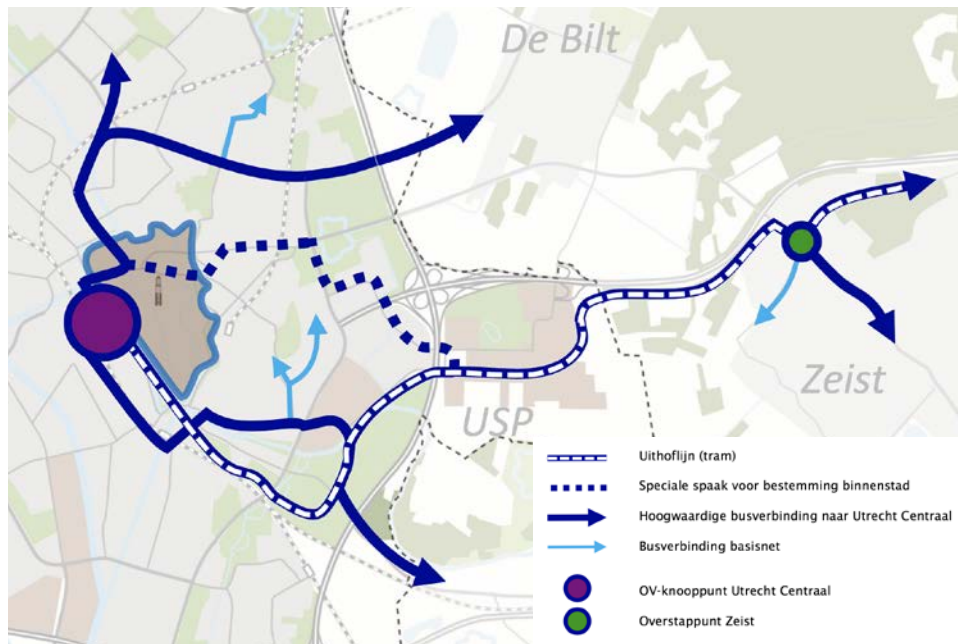 De Bilt
Zeist
USP
Uithoflijn (tram)
Speciale spaak voor bestemming binnenstad
Hoogwaardige busverbinding naar Utrecht Centraal
Busverbinding basisnet
OV-knooppunt Utrecht Centraal
Overstappunt Zeist